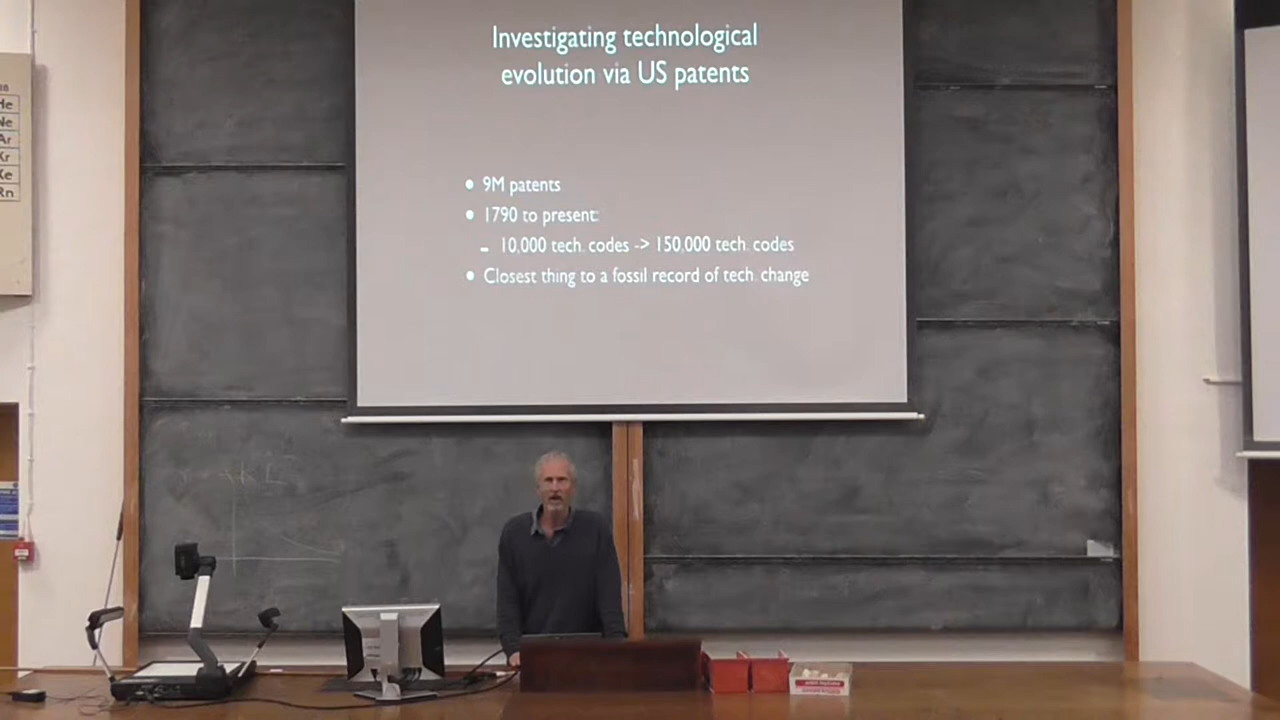 Investigating technological
evolution via US patents
• 9M patents
• 1790 to present:
– 10,000 tech. codes -> 150,000 tech. codes
• Closest thing to a fossil record of tech. change
18
He
Ne
Ar
Kr
Xe
Rn